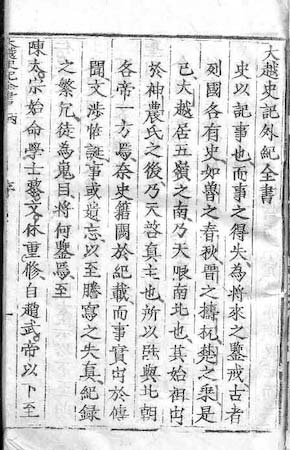 大越史記外紀全書
史以記事也而事之得失為將來之鑒戒古者
列國各有史如魯之春秋晋之檮杌楚之乘是
已大越居五嶺之南乃天限南北也其始祖出
於神農氏之後乃天啓真主也所以能與北朝
各帝一方焉奈史籍闕於紀載而事實出於傳
聞文涉恠誕事或遺忘以至謄寫之失真紀録
之繁冗徒為嵬目將何鑒焉至
陳太宗始命學士黎文休重修自趙武帝以下至